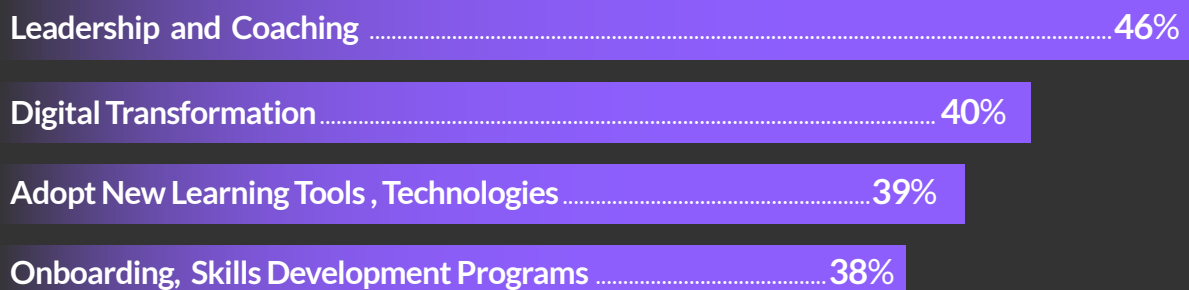 Leadership and Coaching 46%
Digital Transformation 40%
Adopt New Learning Tools , Technologies 39%
Onboarding, Skills Development Programs 38%